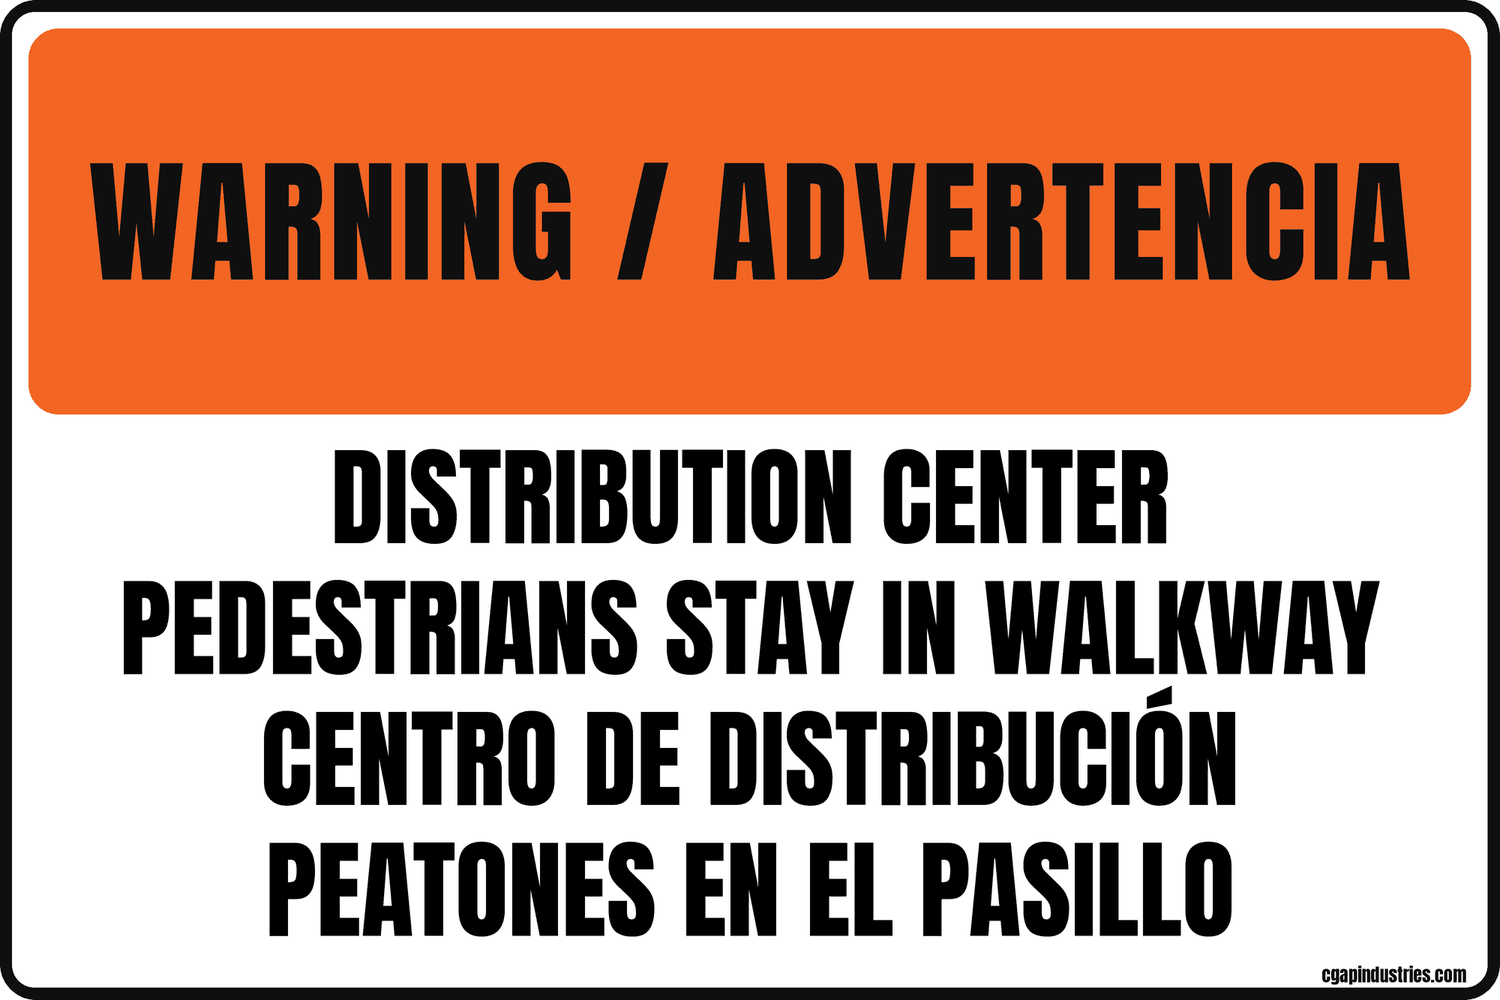 WARNING / ADVERTENCIA
DISTRIBUTION CENTER
PEDESTRIANS STAY IN WALKWAY
CENTRO DE DISTRIBUCIÓN
PEATONES EN EL PASILLO
cgapindustries.com